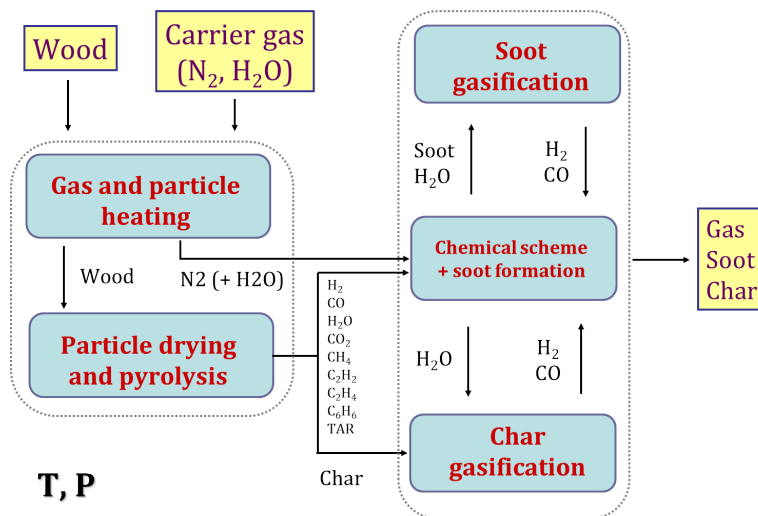 Wood
Carrier gas
(N₂, H₂O)
Gas and particle
heating
Wood
N2 (+ H2O)
Particle drying
and pyrolysis
H₂
CO
H₂O
CO₂
CH₄
C₂H₂
C₂H₄
C₆H₆
TAR
Char
Soot
gasification
Soot
H₂O
H₂
CO
Chemical scheme
+ soot formation
H₂O
H₂
CO
Char
gasification
Gas
Soot
Char
T, P